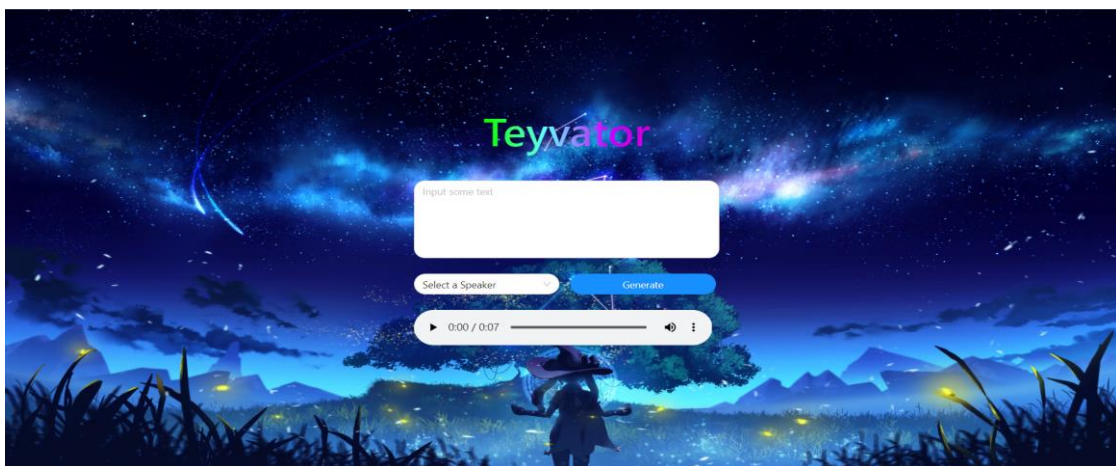 Teyvator
Input some text
Select a Speaker
Generate
0:00 / 0:07